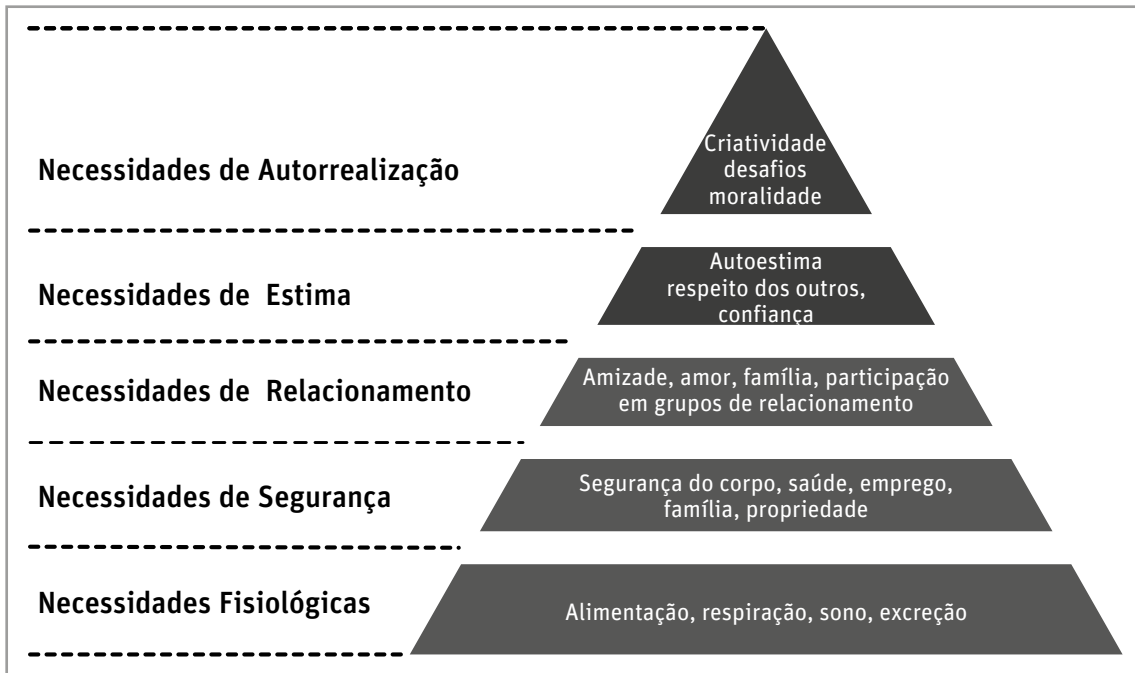 Necessidades de Autorrealização
Criatividade
desafios
moralidade
Necessidades de Estima
Autoestima
respeito dos outros,
confiança
Necessidades de Relacionamento
Amizade, amor, família, participação
em grupos de relacionamento
Necessidades de Segurança
Segurança do corpo, saúde, emprego,
família, propriedade
Necessidades Fisiológicas
Alimentação, respiração, sono, excreção